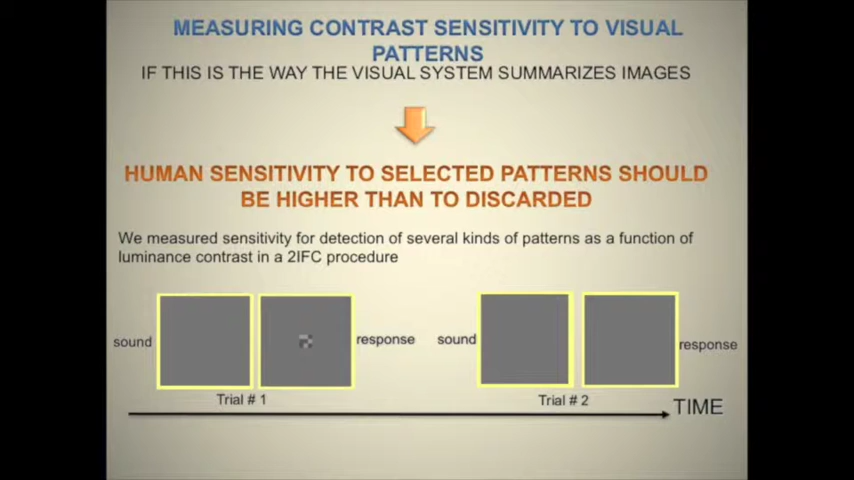 MEASURING CONTRAST SENSITIVITY TO VISUAL
PATTERNS
IF THIS IS THE WAY THE VISUAL SYSTEM SUMMARIZES IMAGES
HUMAN SENSITIVITY TO SELECTED PATTERNS SHOULD
BE HIGHER THAN TO DISCARDED
We measured sensitivity for detection of several kinds of patterns as a function of
luminance contrast in a 2IFC procedure
sound
response
sound
response
Trial # 1
Trial # 2
TIME